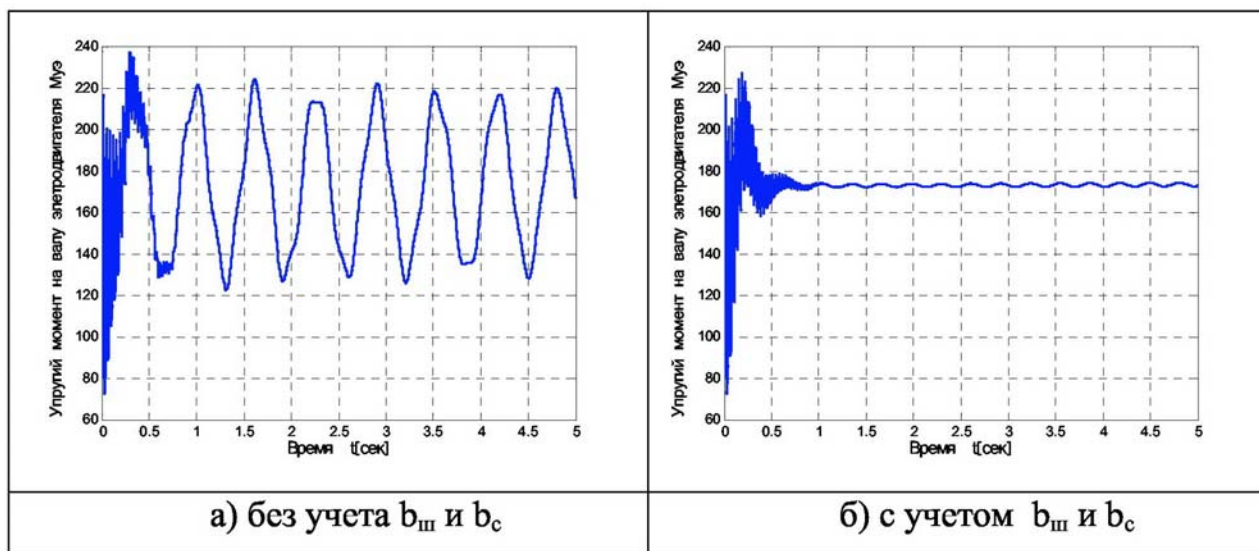 Упругий момент на валу элетродвигателя Муэ
240
220
200
180
160
140
120
100
80
60
0 0.5 1 1.5 2 2.5 3 3.5 4 4.5 5
Время t[сек]
Упругий момент на валу элетродвигателя Муэ
240
220
200
180
160
140
120
100
80
60
0 0.5 1 1.5 2 2.5 3 3.5 4 4.5 5
Время t[сек]
а) без учета bш и bс
б) с учетом bш и bс